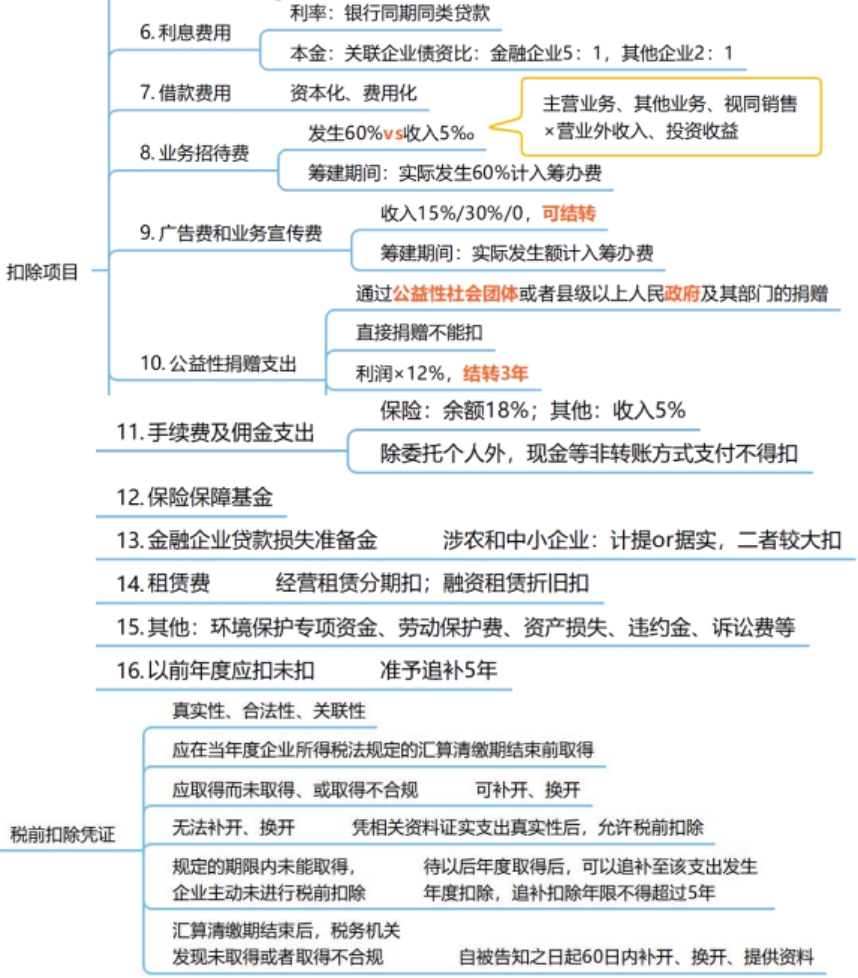 利率：银行同期同类贷款
6.利息费用
本金：关联企业债资比：金融企业5：1，其他企业2：1
7.借款费用 资本化、费用化
主营业务、其他业务、视同销售
×营业外收入、投资收益
发生60%vs收入5‰
8.业务招待费
筹建期间：实际发生60%计入筹办费
收入15%/30%/0，可结转
9.广告费和业务宣传费
筹建期间：实际发生额计入筹办费
扣除项目
通过公益性社会团体或者县级以上人民政府及其部门的捐赠
直接捐赠不能扣
10.公益性捐赠支出
利润×12%，结转3年
保险：余额18%；其他：收入5%
11.手续费及佣金支出
除委托个人外，现金等非转账方式支付不得扣
12.保险保障基金
13.金融企业贷款损失准备金 涉农和中小企业：计提or据实，二者较大扣
14.租赁费 经营租赁分期扣；融资租赁折旧扣
15.其他：环境保护专项资金、劳动保护费、资产损失、违约金、诉讼费等
16.以前年度应扣未扣 准予追补5年
真实性、合法性、关联性
应在当年度企业所得税法规定的汇算清缴期结束前取得
应取得而未取得、或取得不合规 可补开、换开
税前扣除凭证
无法补开、换开 凭相关资料证实支出真实性后，允许税前扣除
规定的期限内未能取得， 待以后年度取得后，可以追补至该支出发生
企业主动未进行税前扣除 年度扣除，追补扣除年限不得超过5年
汇算清缴期结束后，税务机关
发现未取得或者取得不合规 自被告知之日起60日内补开、换开、提供资料